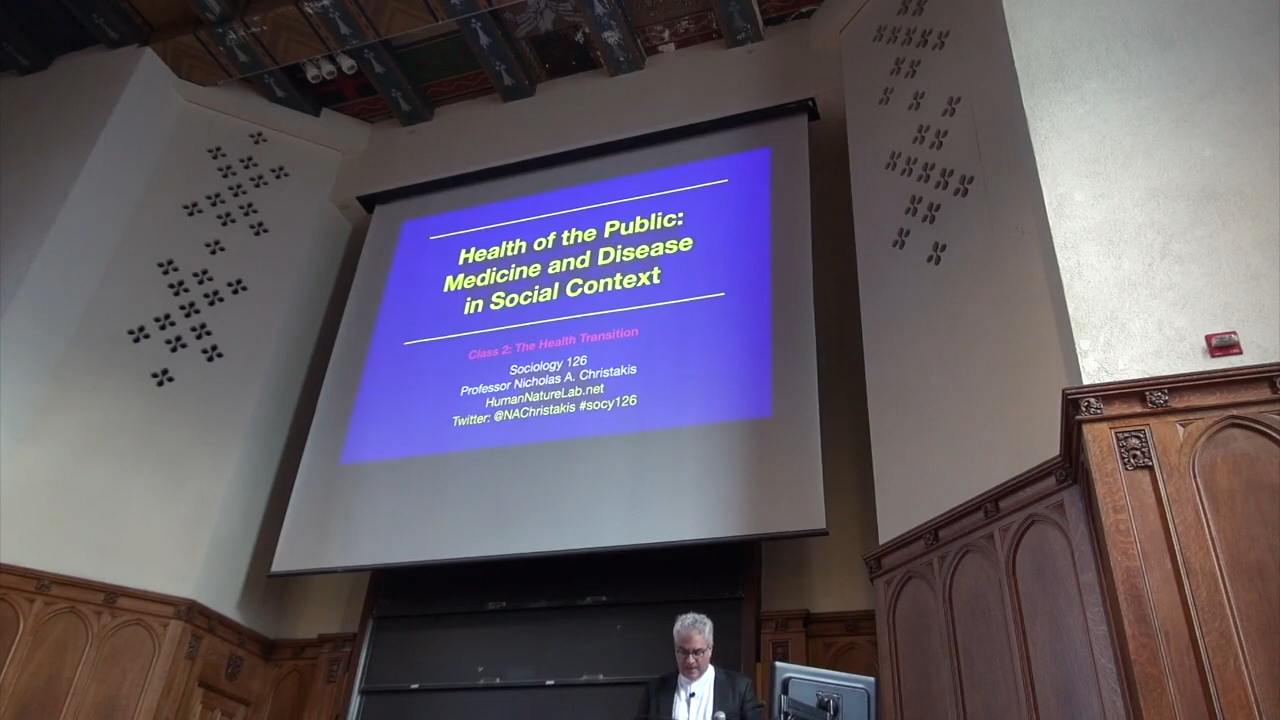 Health of the Public:
Medicine and Disease
in Social Context
Class 2: The Health Transition
Sociology 126
Professor Nicholas A. Christakis
HumanNatureLab.net
Twitter: @NAChristakis #socy126